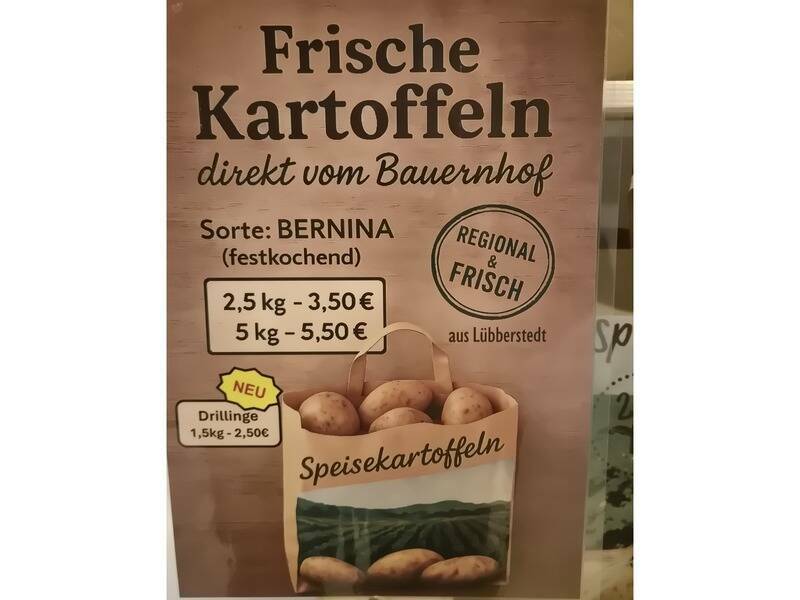 Frische
Kartoffeln
direkt vom Bauernhof
Sorte: BERNINA
(festkochend)
2,5 kg - 3,50 €
5 kg – 5,50 €
REGIONAL
&
FRISCH
aus Lübberstedt
NEU
Drillinge
1,5kg - 2,50€
Speisekartoffeln